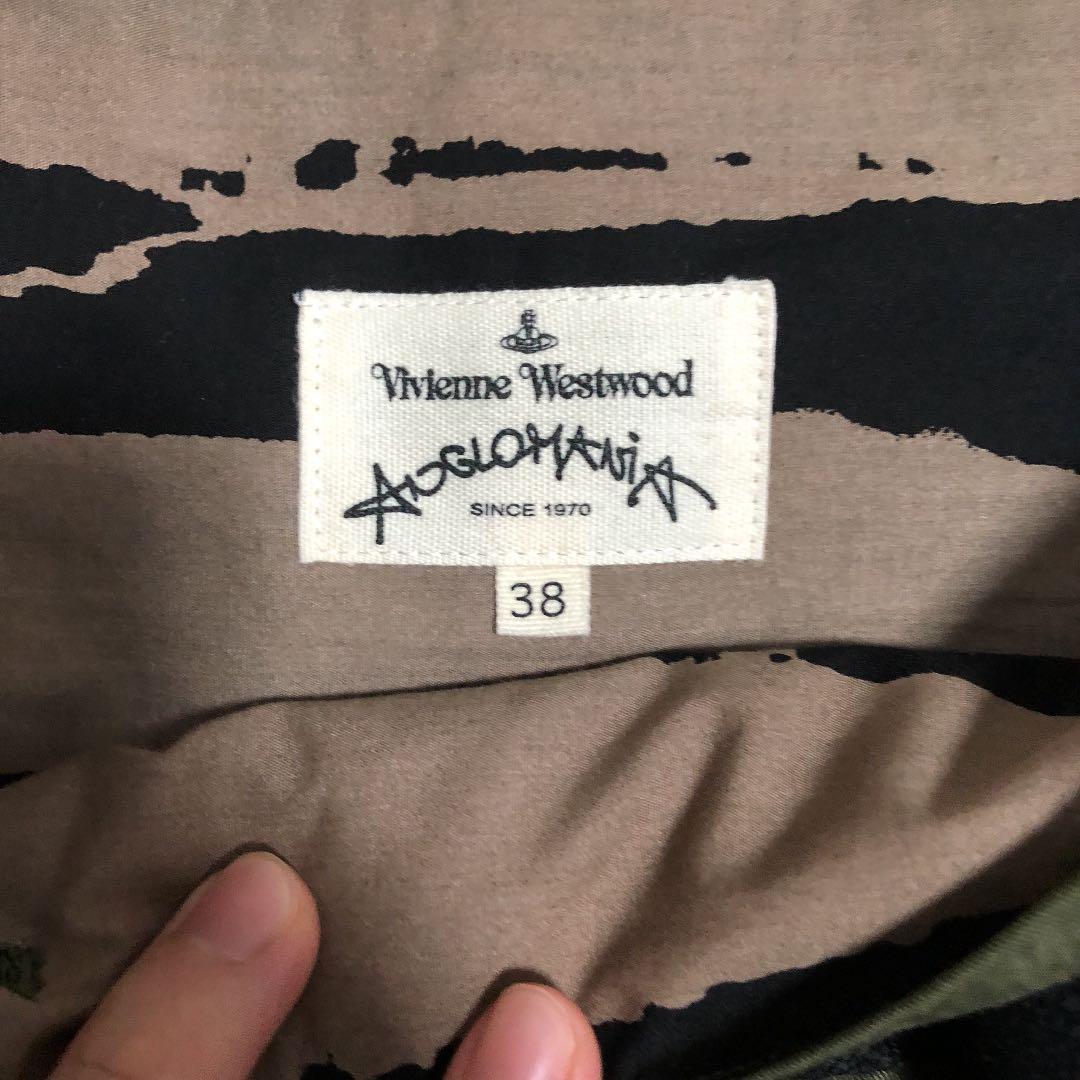 Vivienne Westwood
ANGLOMANiA
SINCE 1970
38